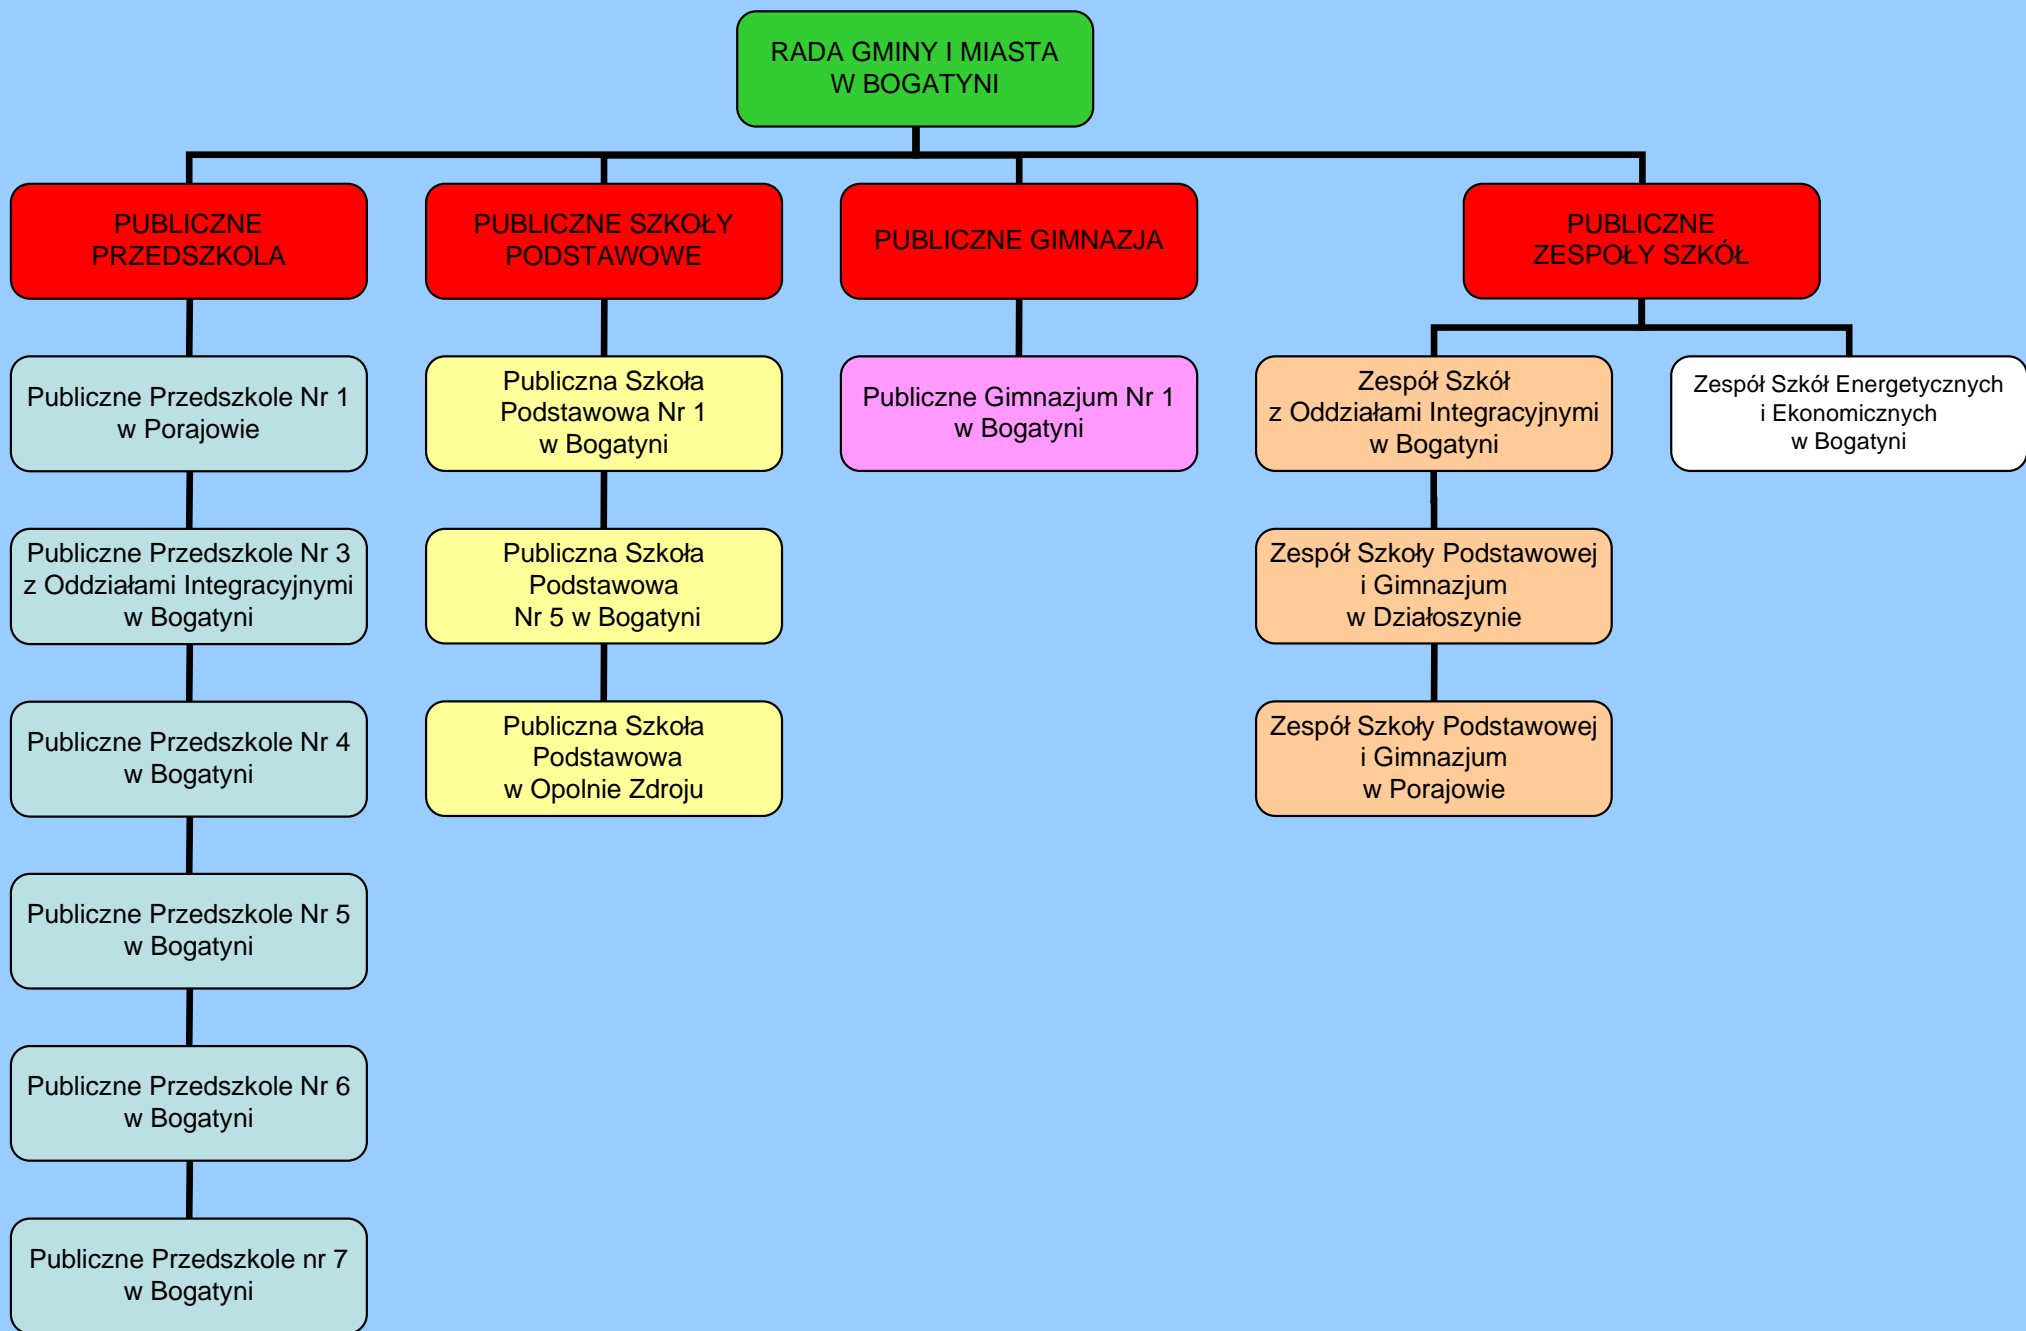 RADA GMINY I MIASTA
W BOGATYNI
PUBLICZNE
PRZEDSZKOLA
PUBLICZNE SZKOŁY
PODSTAWOWE
PUBLICZNE GIMNAZJA
PUBLICZNE
ZESPOŁY SZKÓŁ
Publiczne Przedszkole Nr 1
w Porajowie
Publiczna Szkoła
Podstawowa Nr 1
w Bogatyni
Publiczne Gimnazjum Nr 1
w Bogatyni
Zespół Szkół
z Oddziałami Integracyjnymi
w Bogatyni
Zespół Szkół Energetycznych
i Ekonomicznych
w Bogatyni
Publiczne Przedszkole Nr 3
z Oddziałami Integracyjnymi
w Bogatyni
Publiczna Szkoła
Podstawowa
Nr 5 w Bogatyni
Zespół Szkoły Podstawowej
i Gimnazjum
w Działoszynie
Publiczne Przedszkole Nr 4
w Bogatyni
Publiczna Szkoła
Podstawowa
w Opolnie Zdroju
Zespół Szkoły Podstawowej
i Gimnazjum
w Porajowie
Publiczne Przedszkole Nr 5
w Bogatyni
Publiczne Przedszkole Nr 6
w Bogatyni
Publiczne Przedszkole nr 7
w Bogatyni